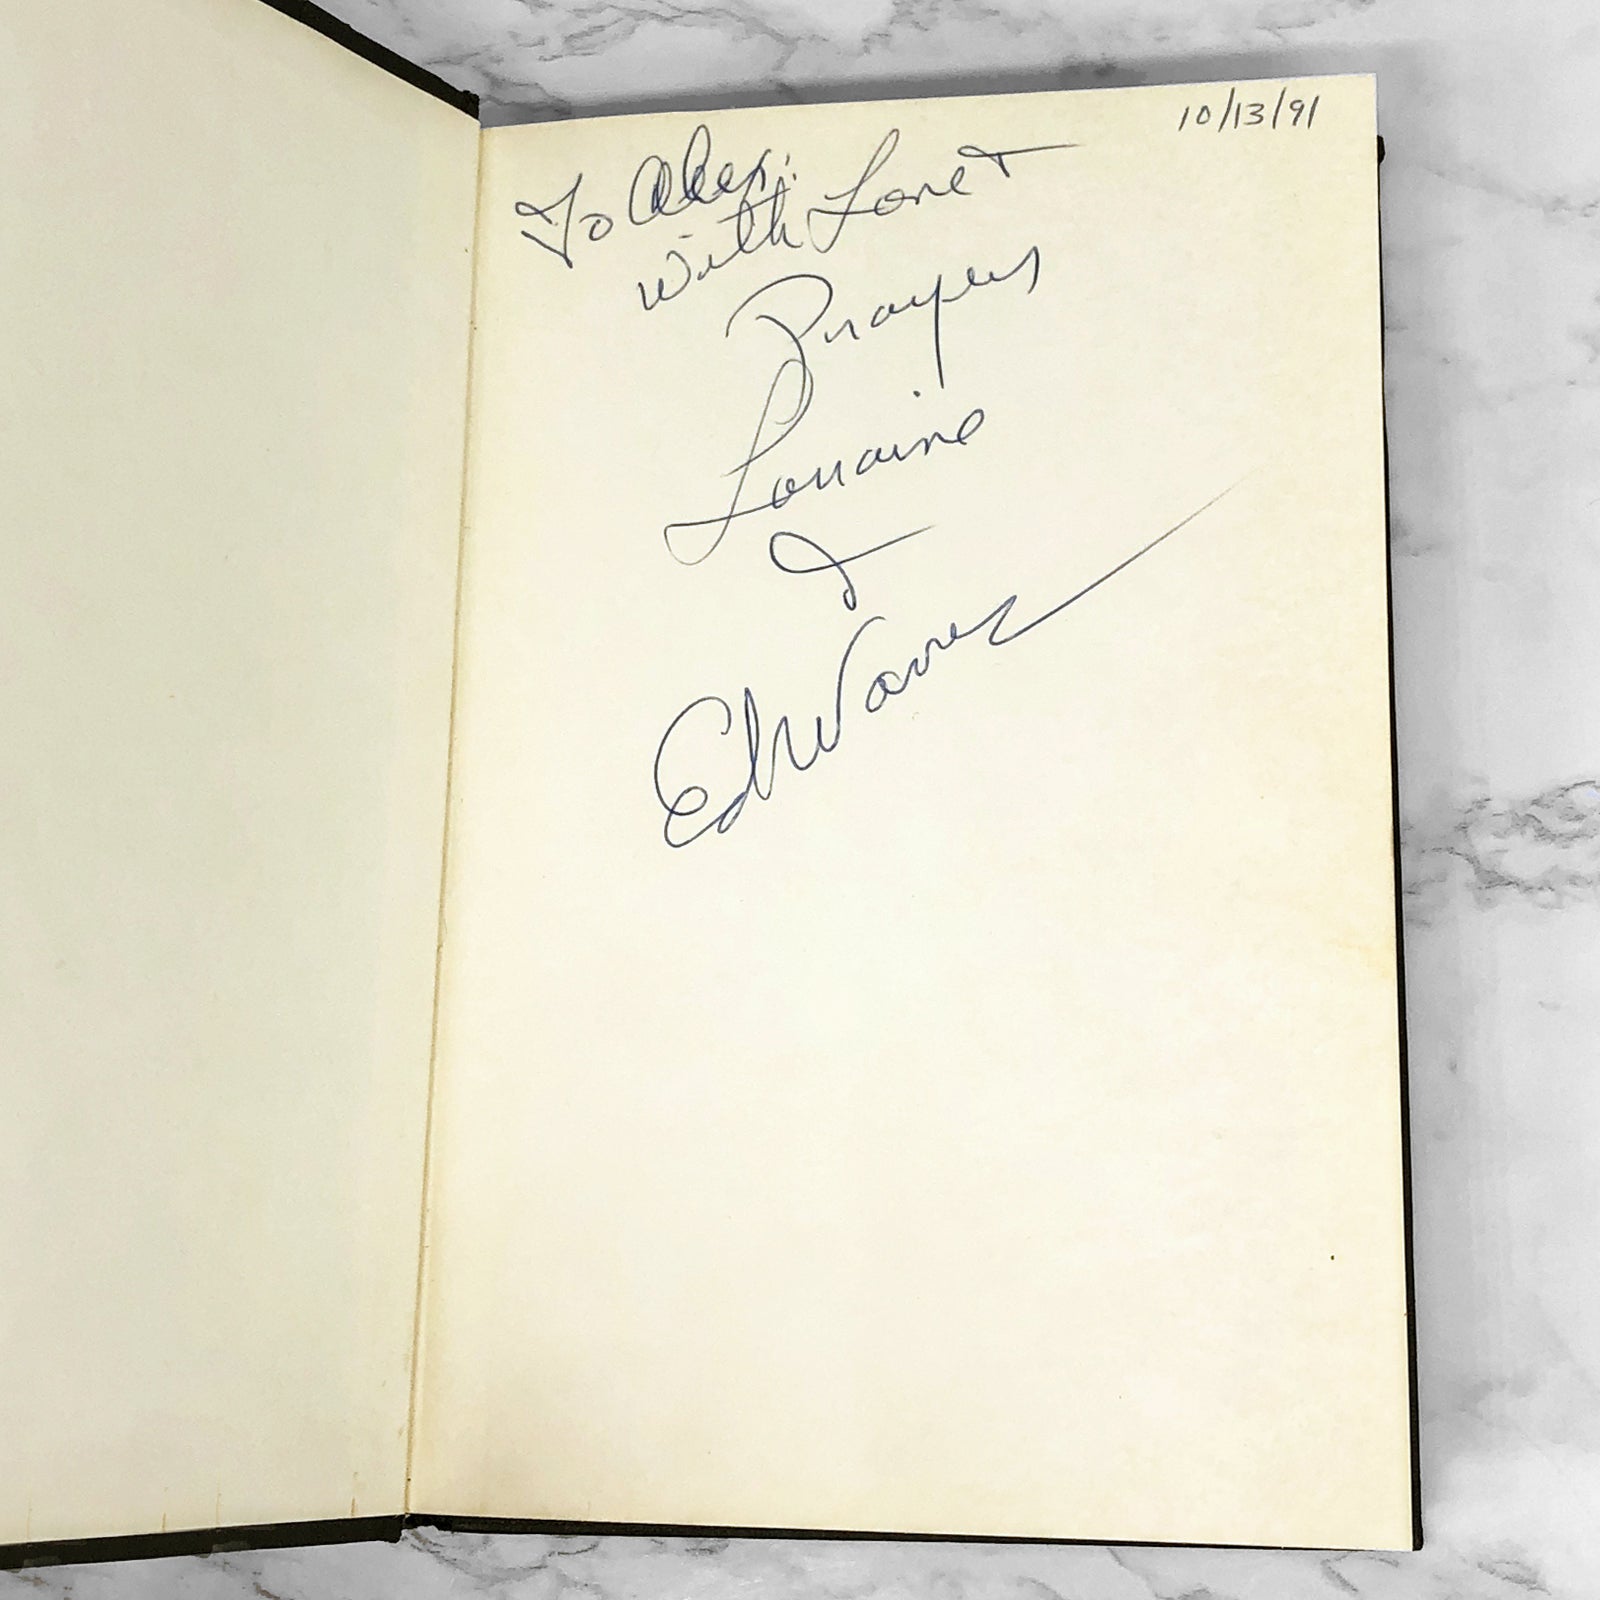 10/13/91
To Alex:
With Love +
Prayers
Lorraine
&
Ed Warren